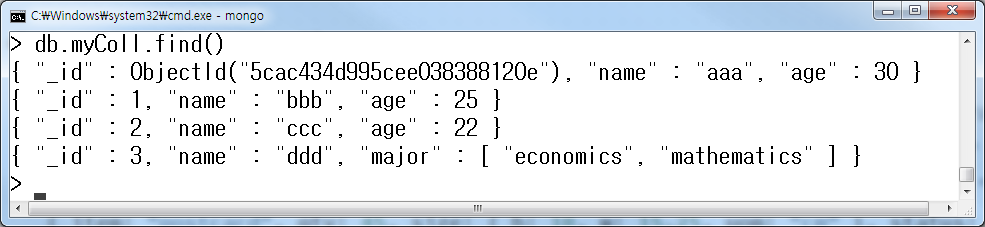 C:₩Windows₩system32₩cmd.exe - mongo
> db.myColl.find()
{ "_id" : ObjectId("5cac434d995cee038388120e"), "name" : "aaa", "age" : 30 }
{ "_id" : 1, "name" : "bbb", "age" : 25 }
{ "_id" : 2, "name" : "ccc", "age" : 22 }
{ "_id" : 3, "name" : "ddd", "major" : [ "economics", "mathematics" ] }
>